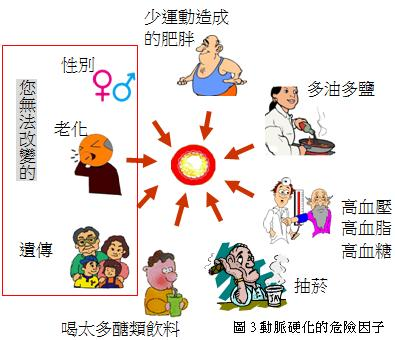 少運動造成
的肥胖
性別
您無法改變的
多油多鹽
老化
高血壓
高血脂
高血糖
遺傳
抽菸
喝太多醣類飲料
圖 3 動脈硬化的危險因子